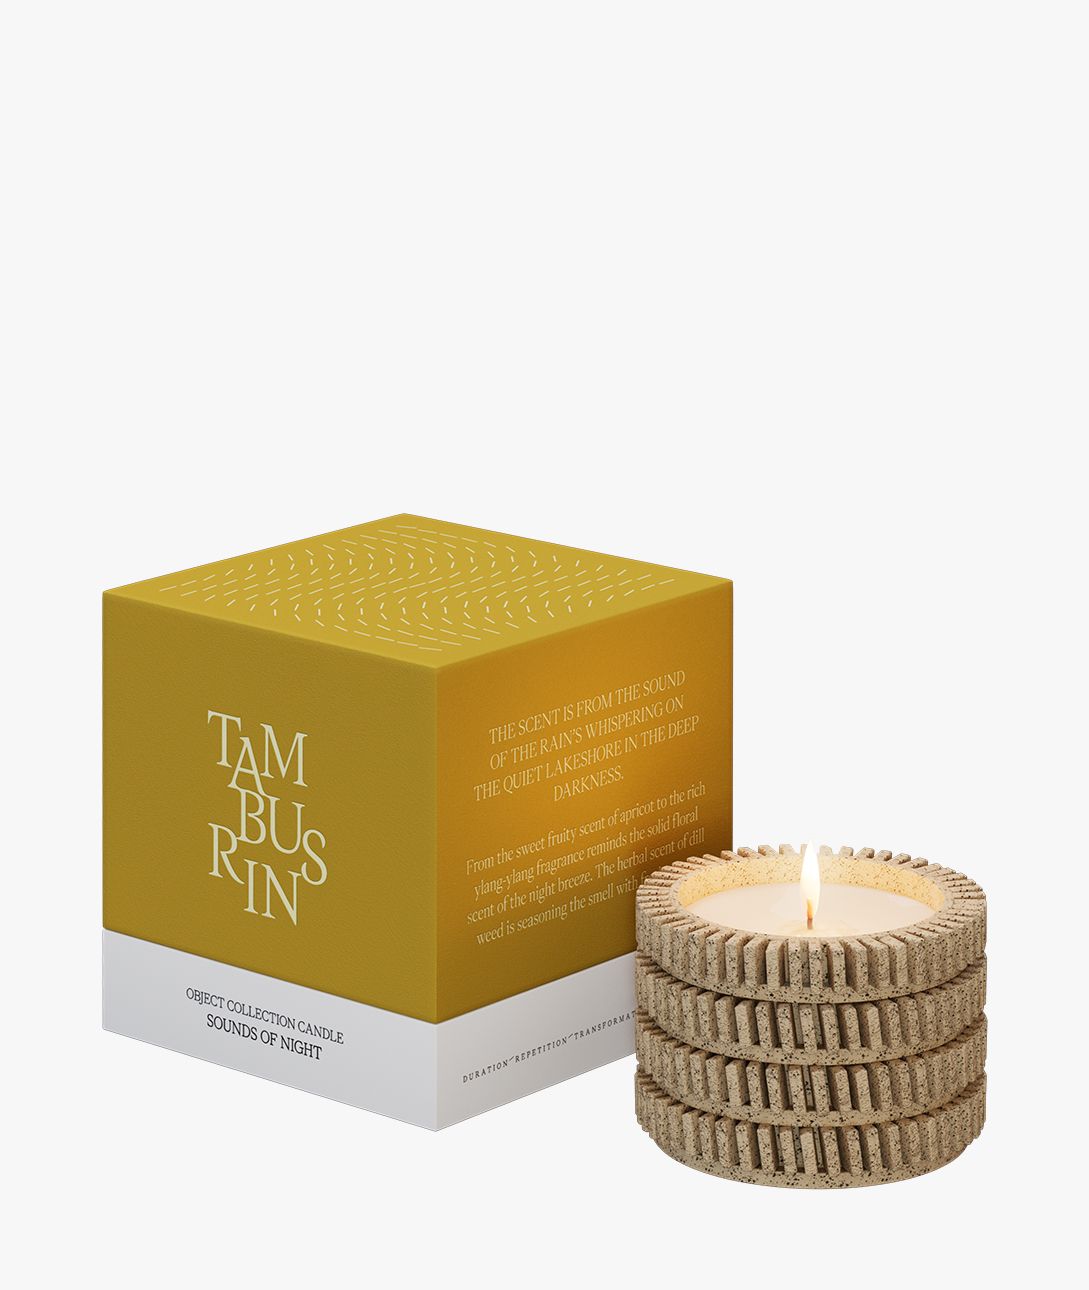 TAM
BUS
RIN
OBJECT COLLECTION CANDLE
SOUNDS OF NIGHT
THE SCENT IS FROM THE SOUND
OF THE RAIN'S WHISPERING ON
THE QUIET LAKESHORE IN THE DEEP
DARKNESS.
From the sweet fruity scent of apricot to the rich
ylang-ylang fragrance reminds the solid floral
scent of the night breeze. The herbal scent of dill
weed is seasoning the smell with
DURATION REPETITION